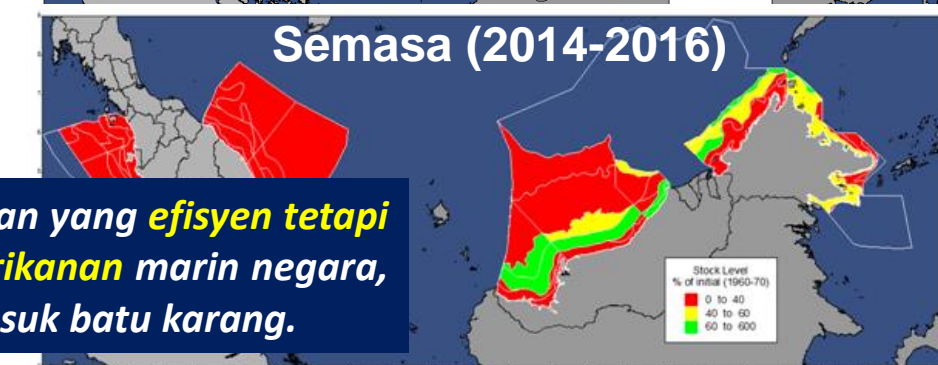 Semasa (2014-2016)
an yang efisyen tetapi
rikanan marin negara,
suk batu karang.
Stock Level
% of initial (1960-70)
0 to 40
40 to 60
60 to 600